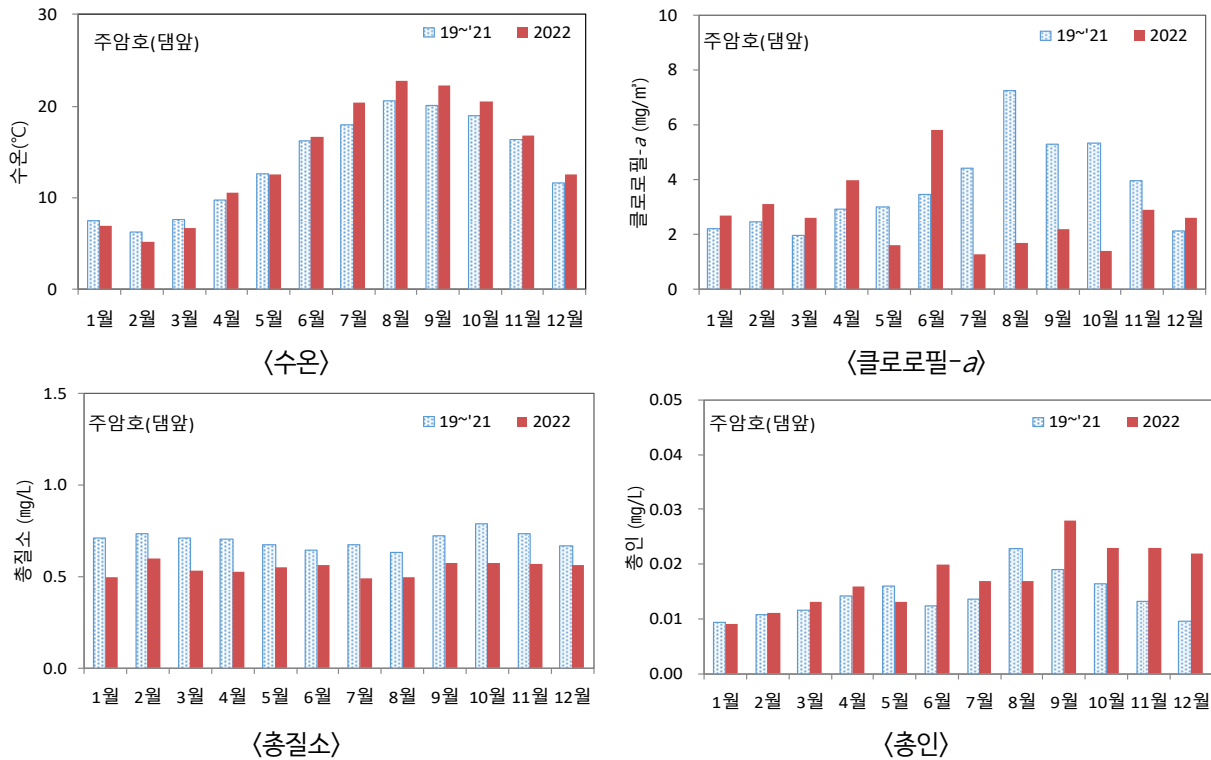 30
20
10
0
수온(℃)
주암호(댐앞)
19~'21 2022
1월 2월 3월 4월 5월 6월 7월 8월 9월 10월 11월 12월
〈수온〉
10
8
6
4
2
0
클로로필-a (㎎/㎥)
주암호(댐앞)
19~'21 2022
1월 2월 3월 4월 5월 6월 7월 8월 9월 10월 11월 12월
〈클로로필-a〉
1.5
1.0
0.5
0.0
총질소 (㎎/L)
주암호(댐앞)
19~'21 2022
1월 2월 3월 4월 5월 6월 7월 8월 9월 10월 11월 12월
〈총질소〉
0.05
0.04
0.03
0.02
0.01
0.00
총인 (㎎/L)
주암호(댐앞)
19~'21 2022
1월 2월 3월 4월 5월 6월 7월 8월 9월 10월 11월 12월
〈총인〉